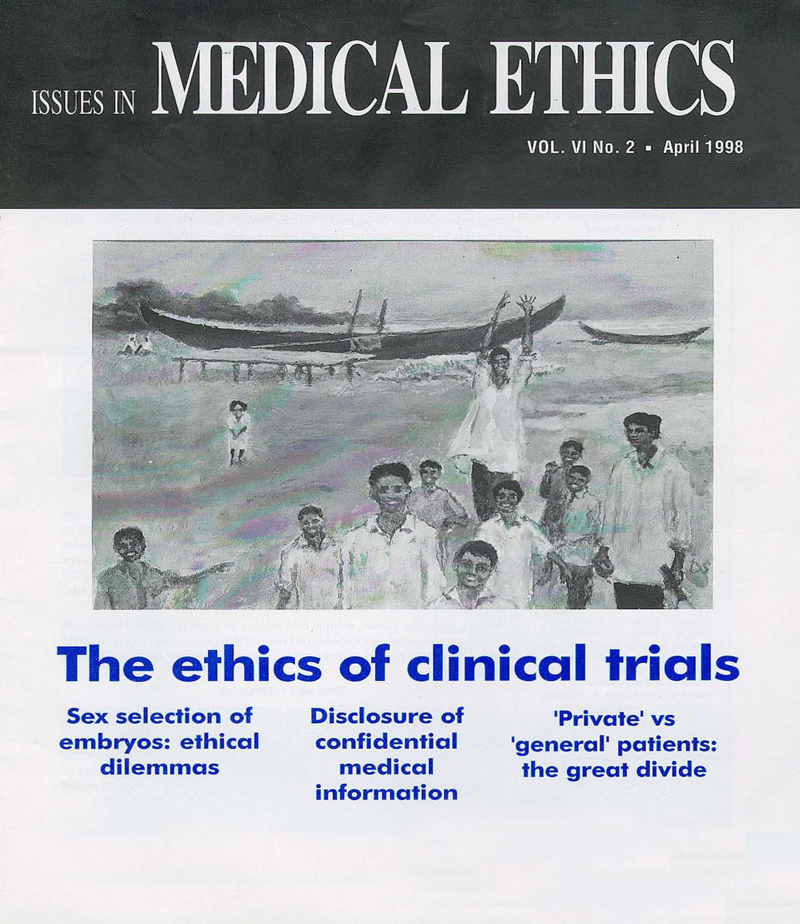 ISSUES IN MEDICAL ETHICS
VOL. VI No. 2 ▪ April 1998
The ethics of clinical trials
Sex selection of
embryos: ethical
dilemmas
Disclosure of
confidential
medical
information
'Private' vs
'general' patients:
the great divide